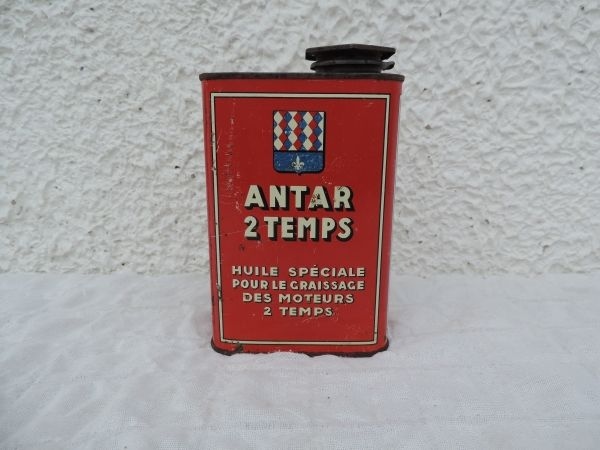 ANTAR
2 TEMPS
HUILE SPÉCIALE
POUR LE GRAISSAGE
DES MOTEURS
2 TEMPS